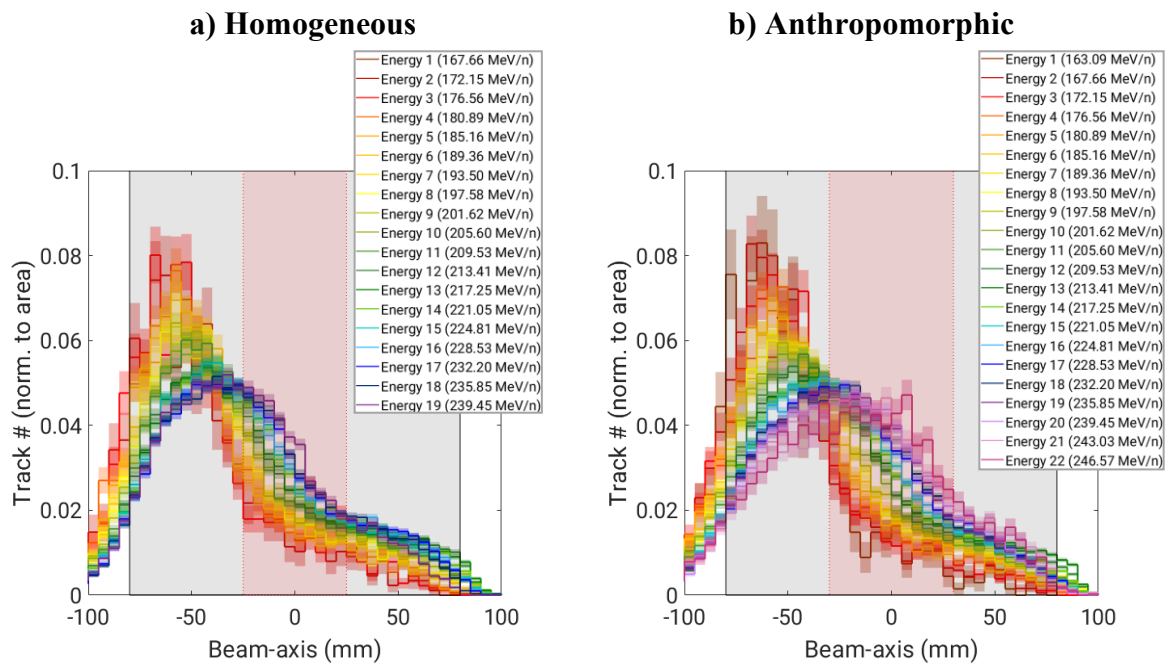 a) Homogeneous
Energy 1 (167.66 MeV/n)
Energy 2 (172.15 MeV/n)
Energy 3 (176.56 MeV/n)
Energy 4 (180.89 MeV/n)
Energy 5 (185.16 MeV/n)
Energy 6 (189.36 MeV/n)
Energy 7 (193.50 MeV/n)
Energy 8 (197.58 MeV/n)
Energy 9 (201.62 MeV/n)
Energy 10 (205.60 MeV/n)
Energy 11 (209.53 MeV/n)
Energy 12 (213.41 MeV/n)
Energy 13 (217.25 MeV/n)
Energy 14 (221.05 MeV/n)
Energy 15 (224.81 MeV/n)
Energy 16 (228.53 MeV/n)
Energy 17 (232.20 MeV/n)
Energy 18 (235.85 MeV/n)
Energy 19 (239.45 MeV/n)
0.1
0.08
0.06
0.04
0.02
0
Track # (norm. to area)
-100
-50
0
50
100
Beam-axis (mm)
b) Anthropomorphic
Energy 1 (163.09 MeV/n)
Energy 2 (167.66 MeV/n)
Energy 3 (172.15 MeV/n)
Energy 4 (176.56 MeV/n)
Energy 5 (180.89 MeV/n)
Energy 6 (185.16 MeV/n)
Energy 7 (189.36 MeV/n)
Energy 8 (193.50 MeV/n)
Energy 9 (197.58 MeV/n)
Energy 10 (201.62 MeV/n)
Energy 11 (205.60 MeV/n)
Energy 12 (209.53 MeV/n)
Energy 13 (213.41 MeV/n)
Energy 14 (217.25 MeV/n)
Energy 15 (221.05 MeV/n)
Energy 16 (224.81 MeV/n)
Energy 17 (228.53 MeV/n)
Energy 18 (232.20 MeV/n)
Energy 19 (235.85 MeV/n)
Energy 20 (239.45 MeV/n)
Energy 21 (243.03 MeV/n)
Energy 22 (246.57 MeV/n)
0.1
0.08
0.06
0.04
0.02
0
Track # (norm. to area)
-100
-50
0
50
100
Beam-axis (mm)